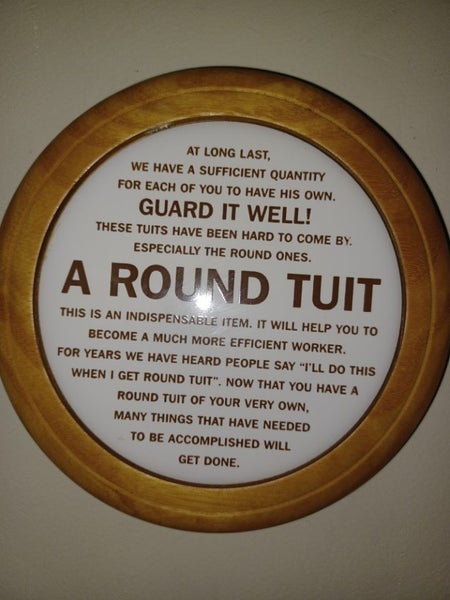 AT LONG LAST,
WE HAVE A SUFFICIENT QUANTITY
FOR EACH OF YOU TO HAVE HIS OWN.
GUARD IT WELL!
THESE TUITS HAVE BEEN HARD TO COME BY.
ESPECIALLY THE ROUND ONES.
A ROUND TUIT
THIS IS AN INDISPENSABLE ITEM. IT WILL HELP YOU TO
BECOME A MUCH MORE EFFICIENT WORKER.
FOR YEARS WE HAVE HEARD PEOPLE SAY "I'LL DO THIS
WHEN I GET ROUND TUIT". NOW THAT YOU HAVE A
ROUND TUIT OF YOUR VERY OWN,
MANY THINGS THAT HAVE NEEDED
TO BE ACCOMPLISHED WILL
GET DONE.